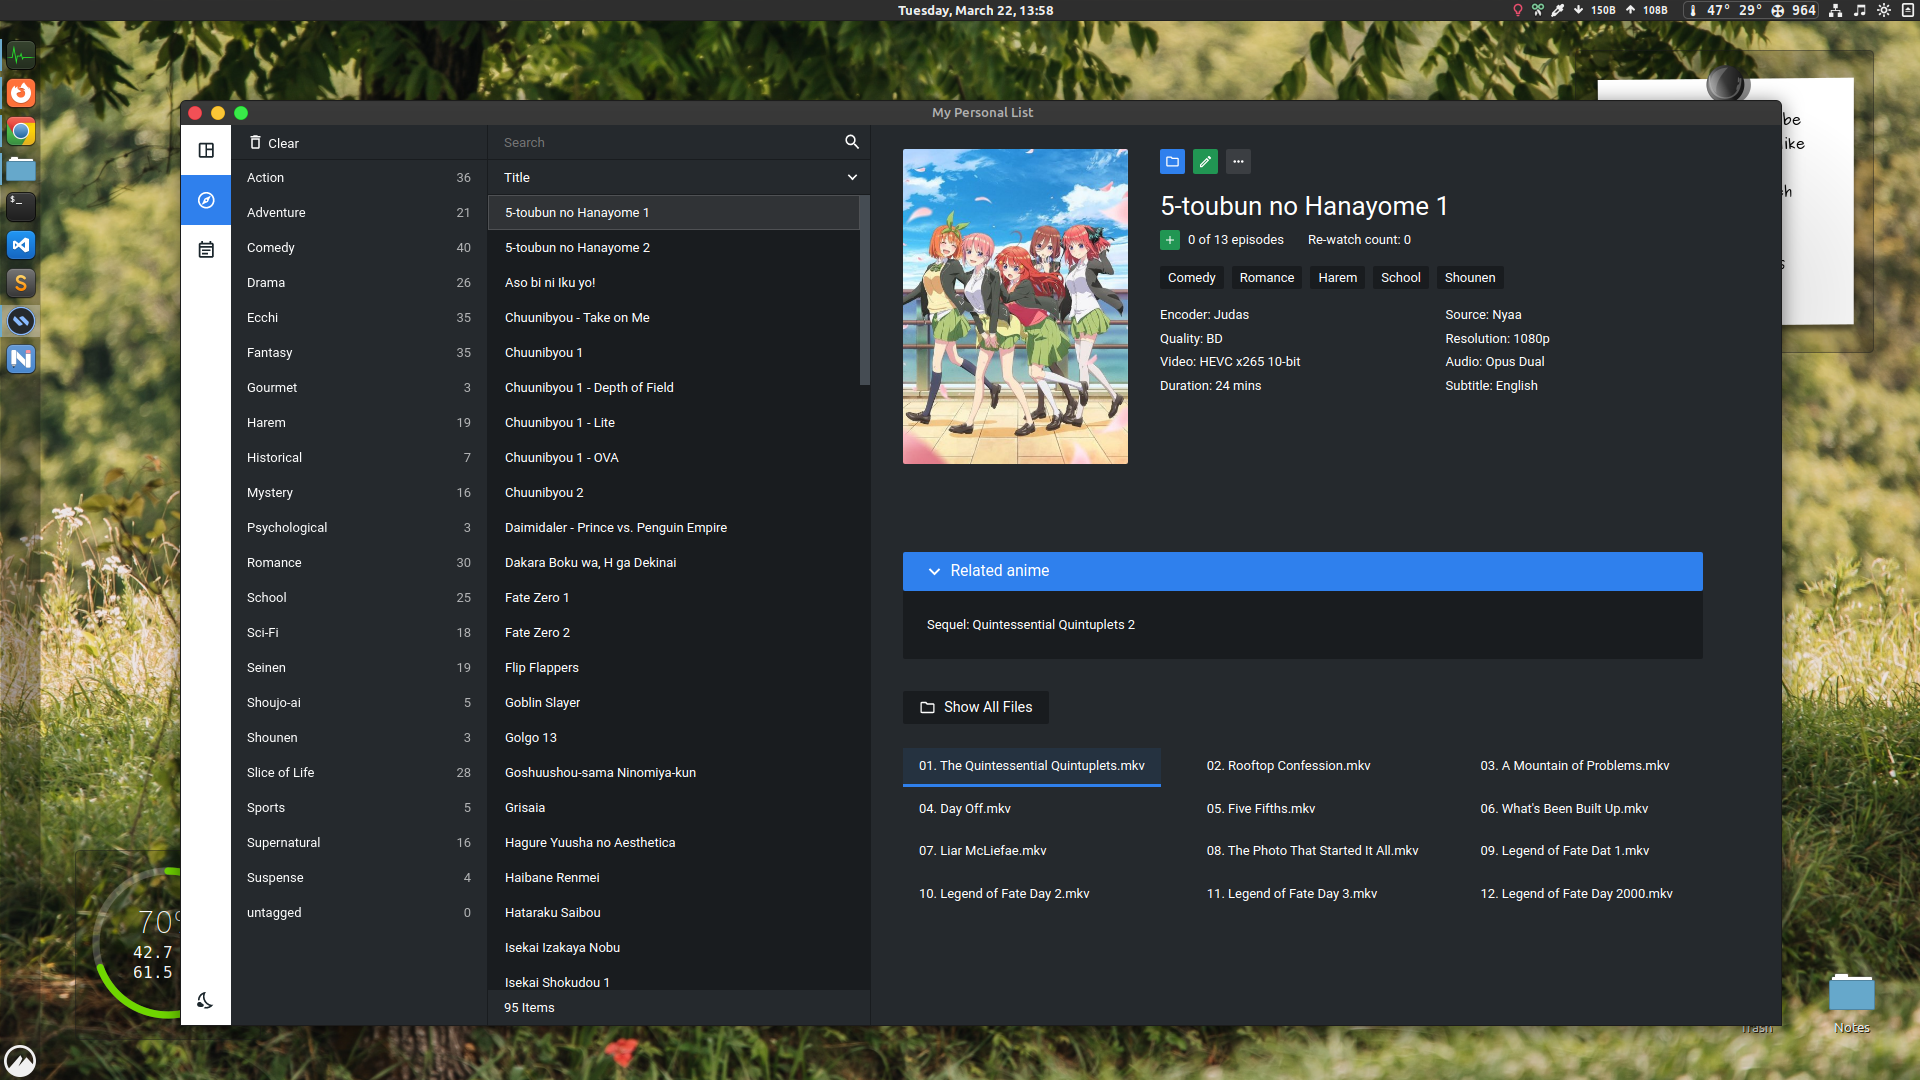 Tuesday, March 22, 13:58
150B
108B
47° 29°
964
My Personal List
be
ike
h
s
Clear
Action 36
Adventure 21
Comedy 40
Drama 26
Ecchi 35
Fantasy 35
Gourmet 3
Harem 19
Historical 7
Mystery 16
Psychological 3
Romance 30
School 25
Sci-Fi 18
Seinen 19
Shoujo-ai 5
Shounen 3
Slice of Life 28
Sports 5
Supernatural 16
Suspense 4
untagged 0
Search
Title
5-toubun no Hanayome 1
5-toubun no Hanayome 2
Aso bi ni Iku yo!
Chuunibyou - Take on Me
Chuunibyou 1
Chuunibyou 1 - Depth of Field
Chuunibyou 1 - Lite
Chuunibyou 1 - OVA
Chuunibyou 2
Daimidaler - Prince vs. Penguin Empire
Dakara Boku wa, H ga Dekinai
Fate Zero 1
Fate Zero 2
Flip Flappers
Goblin Slayer
Golgo 13
Goshuushou-sama Ninomiya-kun
Grisaia
Hagure Yuusha no Aesthetica
Haibane Renmei
Hataraku Saibou
Isekai Izakaya Nobu
Isekai Shokudou 1
95 Items
5-toubun no Hanayome 1
0 of 13 episodes Re-watch count: 0
Comedy Romance Harem School Shounen
Encoder: Judas Source: Nyaa
Quality: BD Resolution: 1080p
Video: HEVC x265 10-bit Audio: Opus Dual
Duration: 24 mins Subtitle: English
Related anime
Sequel: Quintessential Quintuplets 2
Show All Files
01. The Quintessential Quintuplets.mkv 02. Rooftop Confession.mkv 03. A Mountain of Problems.mkv
04. Day Off.mkv 05. Five Fifths.mkv 06. What's Been Built Up.mkv
07. Liar McLiefae.mkv 08. The Photo That Started It All.mkv 09. Legend of Fate Dat 1.mkv
10. Legend of Fate Day 2.mkv 11. Legend of Fate Day 3.mkv 12. Legend of Fate Day 2000.mkv
70°
42.7
61.5
Trash
Notes